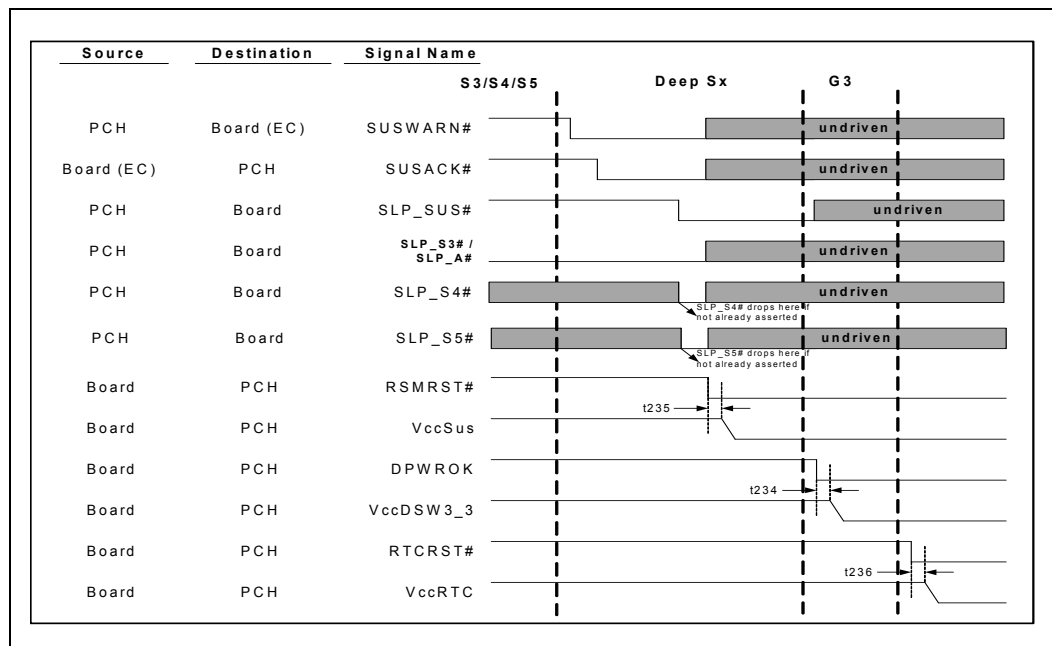 Source Destination Signal Name
S3/S4/S5 Deep Sx G3
PCH Board (EC) SUSWARN# undriven
Board (EC) PCH SUSACK# undriven
PCH Board SLP_SUS# undriven
PCH Board SLP_S3# /
SLP_A# undriven
PCH Board SLP_S4# undriven
SLP_S4# drops here if
not already asserted
PCH Board SLP_S5# undriven
SLP_S5# drops here if
not already asserted
Board PCH RSMRST#
t235
Board PCH VccSus
Board PCH DPWROK
t234
Board PCH VccDSW3_3
Board PCH RTCRST#
t236
Board PCH VccRTC